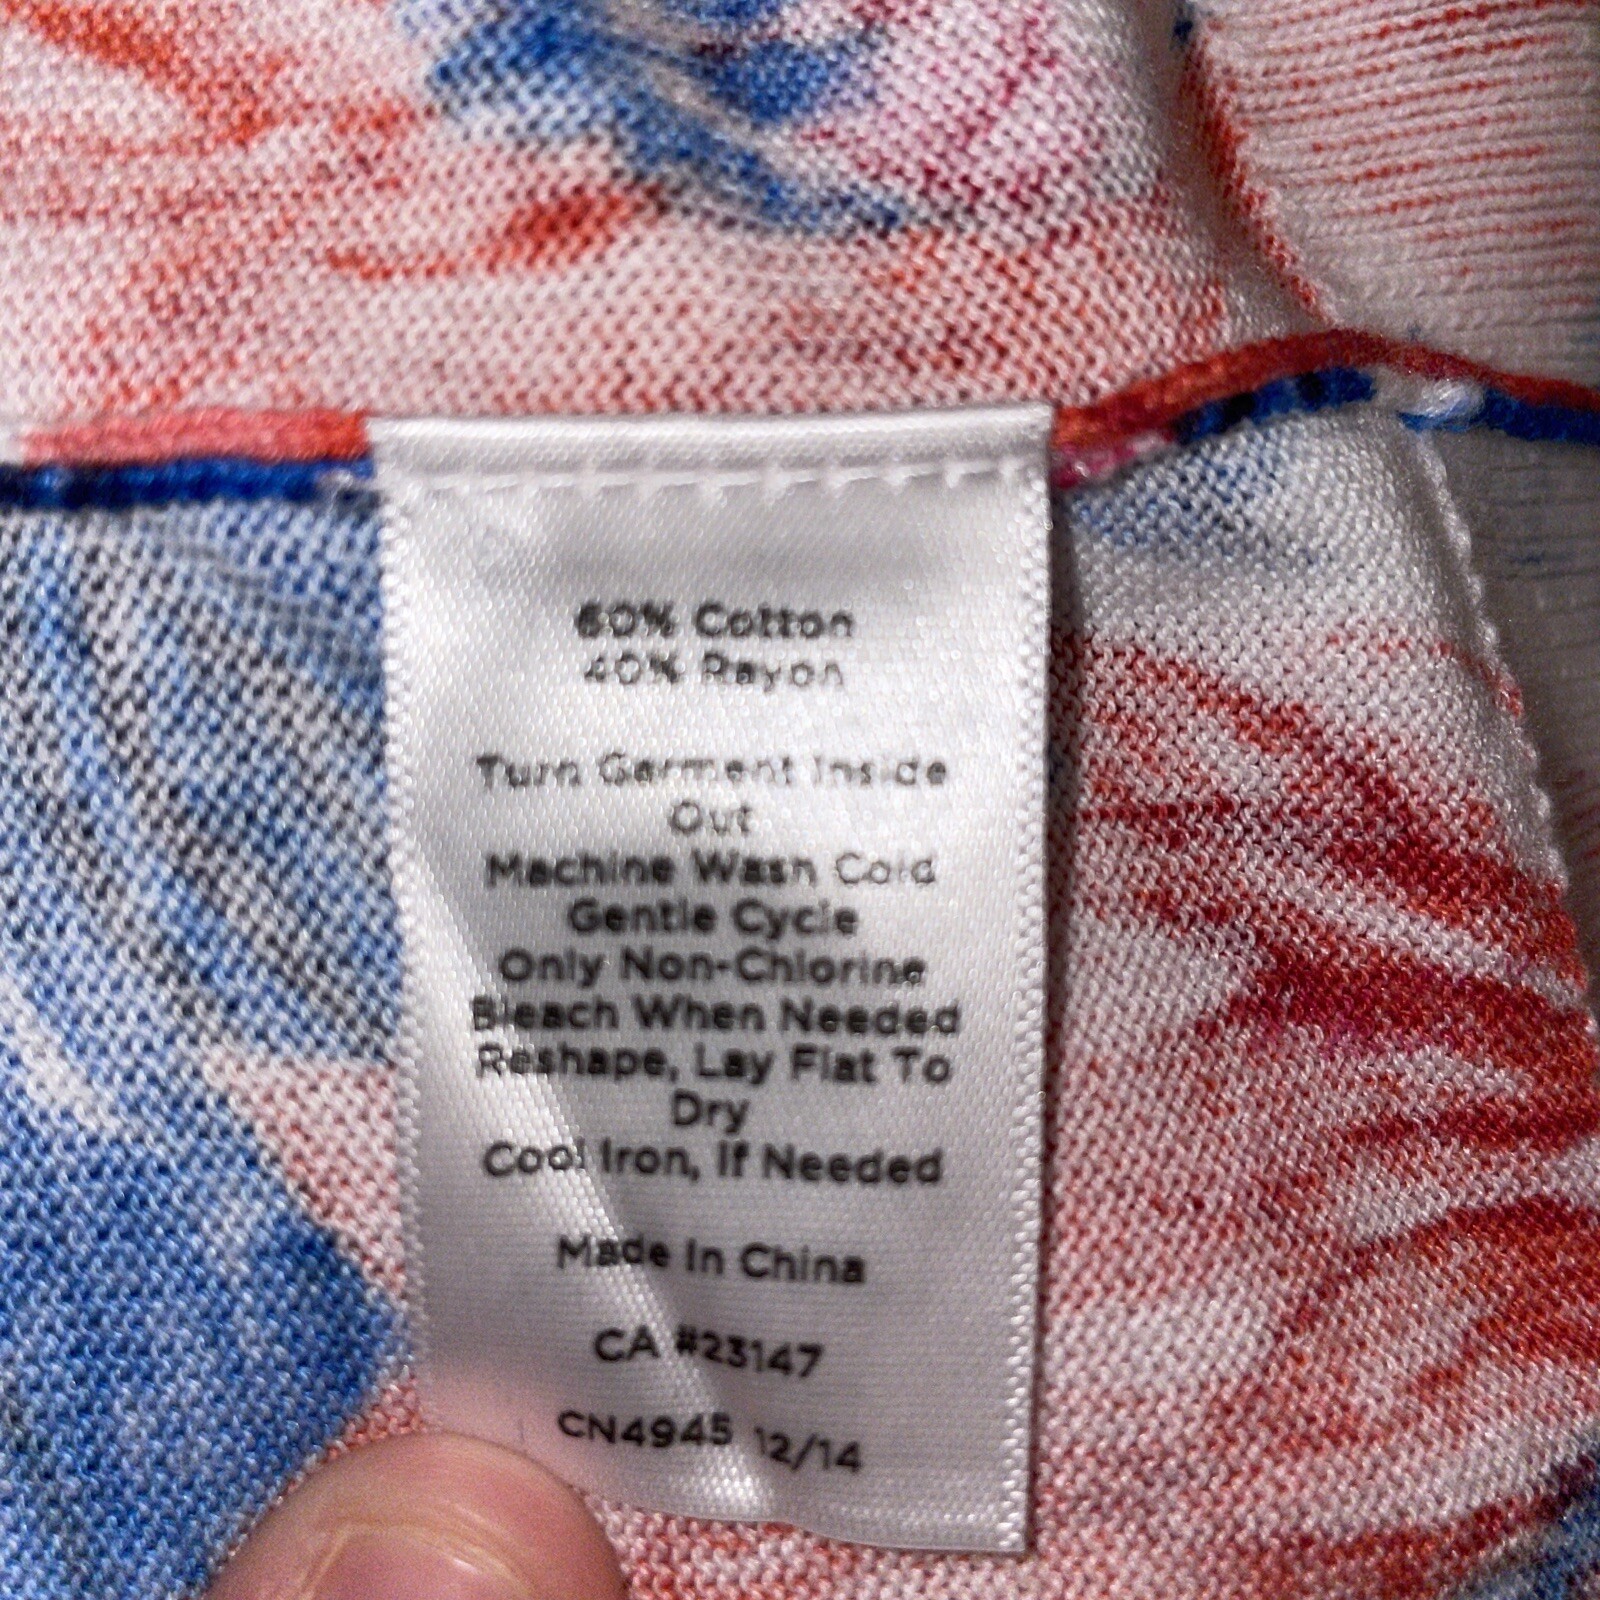 60% Cotton
40% Rayon
Turn Garment Inside
Out
Machine Wash Cold
Gentle Cycle
Only Non-Chlorine
Bleach When Needed
Reshape, Lay Flat To
Dry
Cool Iron, If Needed
Made In China
CA #23147
CN4945 12/14